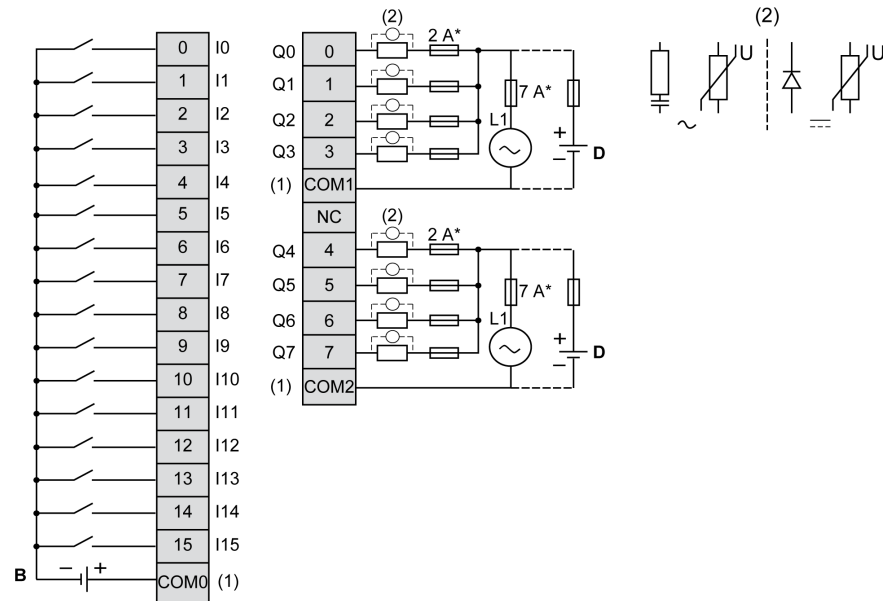 0 I0
1 I1
2 I2
3 I3
4 I4
5 I5
6 I6
7 I7
8 I8
9 I9
10 I10
11 I11
12 I12
13 I13
14 I14
15 I15
B − + COM0 (1)
(2)
Q0 0 2 A*
Q1 1 7 A*
Q2 2 L1
Q3 3 + − D
(1) COM1
NC (2)
Q4 4 2 A*
Q5 5 7 A*
Q6 6 L1
Q7 7 + − D
(1) COM2
(2)
U U